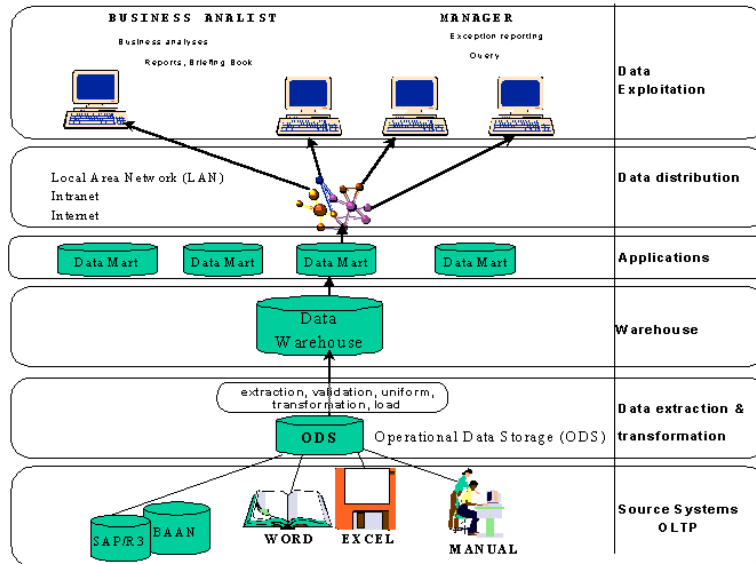 BUSINESS ANALIST
MANAGER
Business analyses
Exception reporting
Reports, Briefing Book
Query
Data
Exploitation
Local Area Network (LAN)
Intranet
Internet
Data distribution
Data Mart
Data Mart
Data Mart
Data Mart
Applications
Data
Warehouse
Warehouse
extraction, validation, uniform,
transformation, load
ODS
Operational Data Storage (ODS)
Data extraction &
transformation
SAP/R3
BAAN
WORD
EXCEL
MANUAL
Source Systems
OLTP